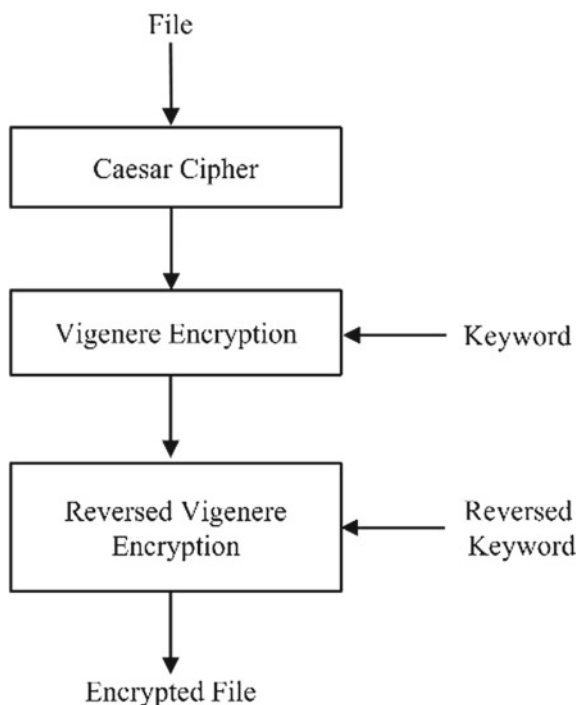 File
Caesar Cipher
Vigenere Encryption
Keyword
Reversed Vigenere
Encryption
Reversed
Keyword
Encrypted File